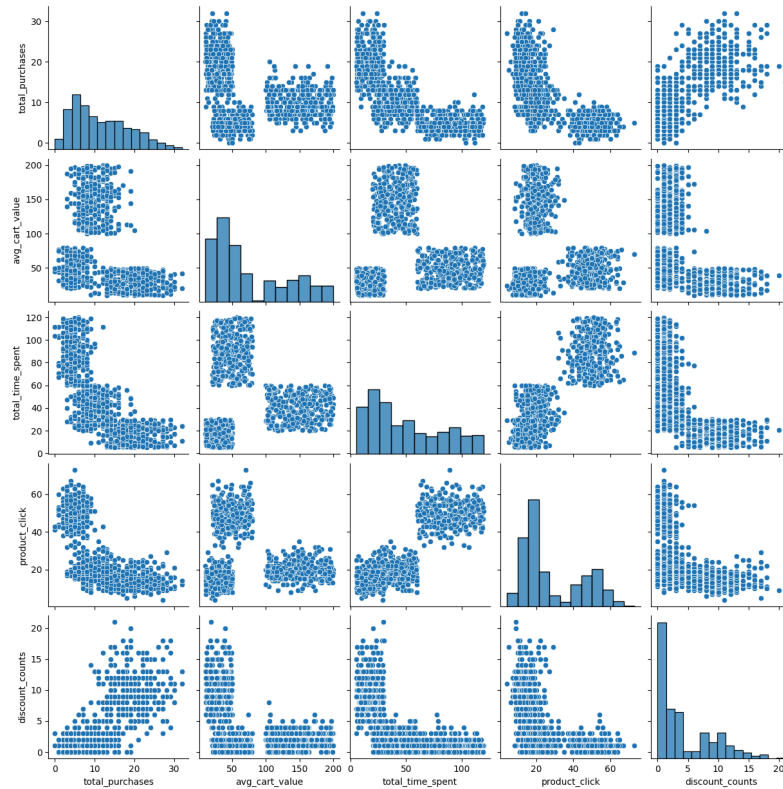 total_purchases
30
20
10
0
avg_cart_value
200
150
100
50
total_time_spent
120
100
80
60
40
20
0
product_click
60
40
20
discount_counts
20
15
10
5
0
0 10 20 30
total_purchases
50 100 150 200
avg_cart_value
0 50 100
total_time_spent
20 40 60
product_click
0 5 10 15 20
discount_counts